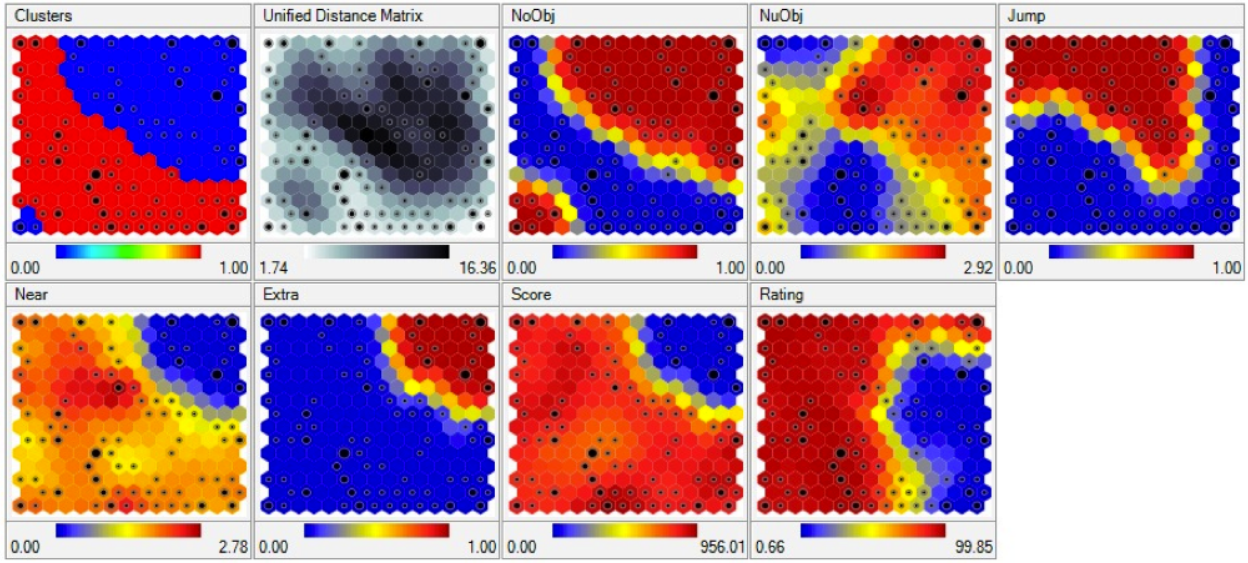 Clusters
Unified Distance Matrix
NoObj
NuObj
Jump
0.00 1.00
1.74 16.36
0.00 1.00
0.00 2.92
0.00 1.00
Near
Extra
Score
Rating
0.00 2.78
0.00 1.00
0.00 956.01
0.66 99.85